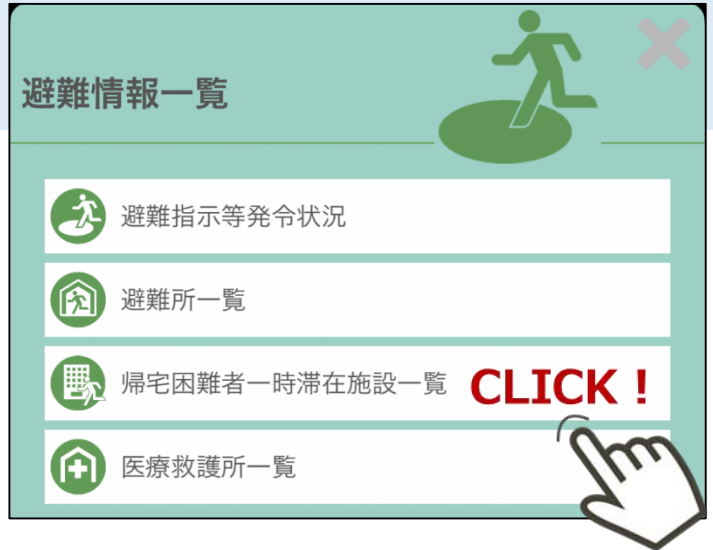 避難情報一覧
避難指示等発令状況
避難所一覧
帰宅困難者一時滞在施設一覧 CLICK！
医療救護所一覧